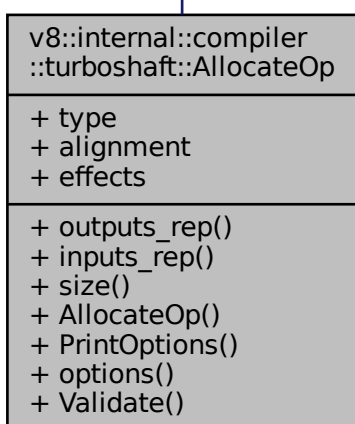 v8::internal::compiler
::turboshaft::AllocateOp
+ type
+ alignment
+ effects
+ outputs_rep()
+ inputs_rep()
+ size()
+ AllocateOp()
+ PrintOptions()
+ options()
+ Validate()